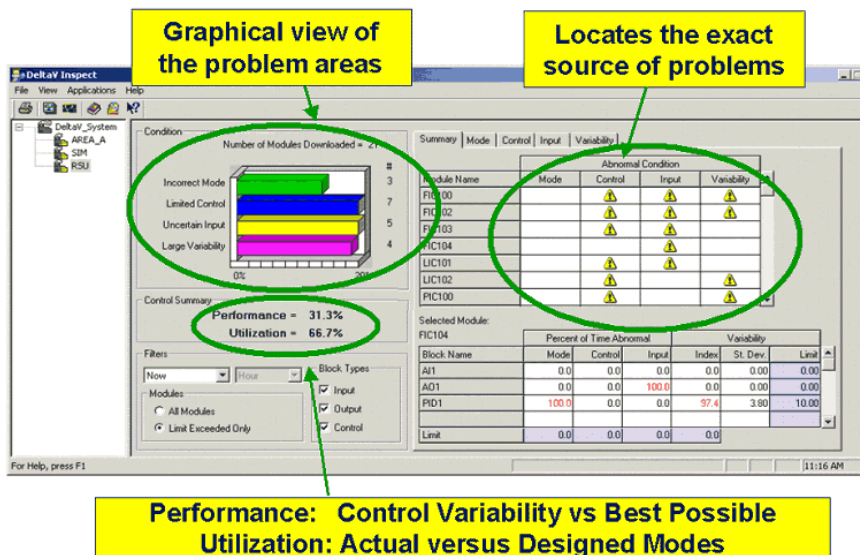 Graphical view of
the problem areas
Locates the exact
source of problems
DeltaV Inspect
File View Applications Help
DeltaV_System
AREA_A
SIM
RSU
Condition
Number of Modules Downloaded = 21
#
Incorrect Mode 3
Limited Control 7
Uncertain Input 5
Large Variability 4
0% 20%
Control Summary
Performance = 31.3%
Utilization = 66.7%
Filters
Now Hour
Modules
All Modules
Limit Exceeded Only
Block Types
Input
Output
Control
Summary Mode Control Input Variability
Abnormal Condition
Module Name Mode Control Input Variability
FIC100
FIC102
FIC103
FIC104
LIC101
LIC102
PIC100
Selected Module:
FIC104
Percent of Time Abnormal Variability
Block Name Mode Control Input Index St. Dev. Limit
AI1 0.0 0.0 0.0 0.0 0.00 0.00
AO1 0.0 0.0 100.0 0.0 0.00 0.00
PID1 100.0 0.0 0.0 97.4 3.80 10.00
Limit 0.0 0.0 0.0 0.0
For Help, press F1
11:16 AM
Performance: Control Variability vs Best Possible
Utilization: Actual versus Designed Modes